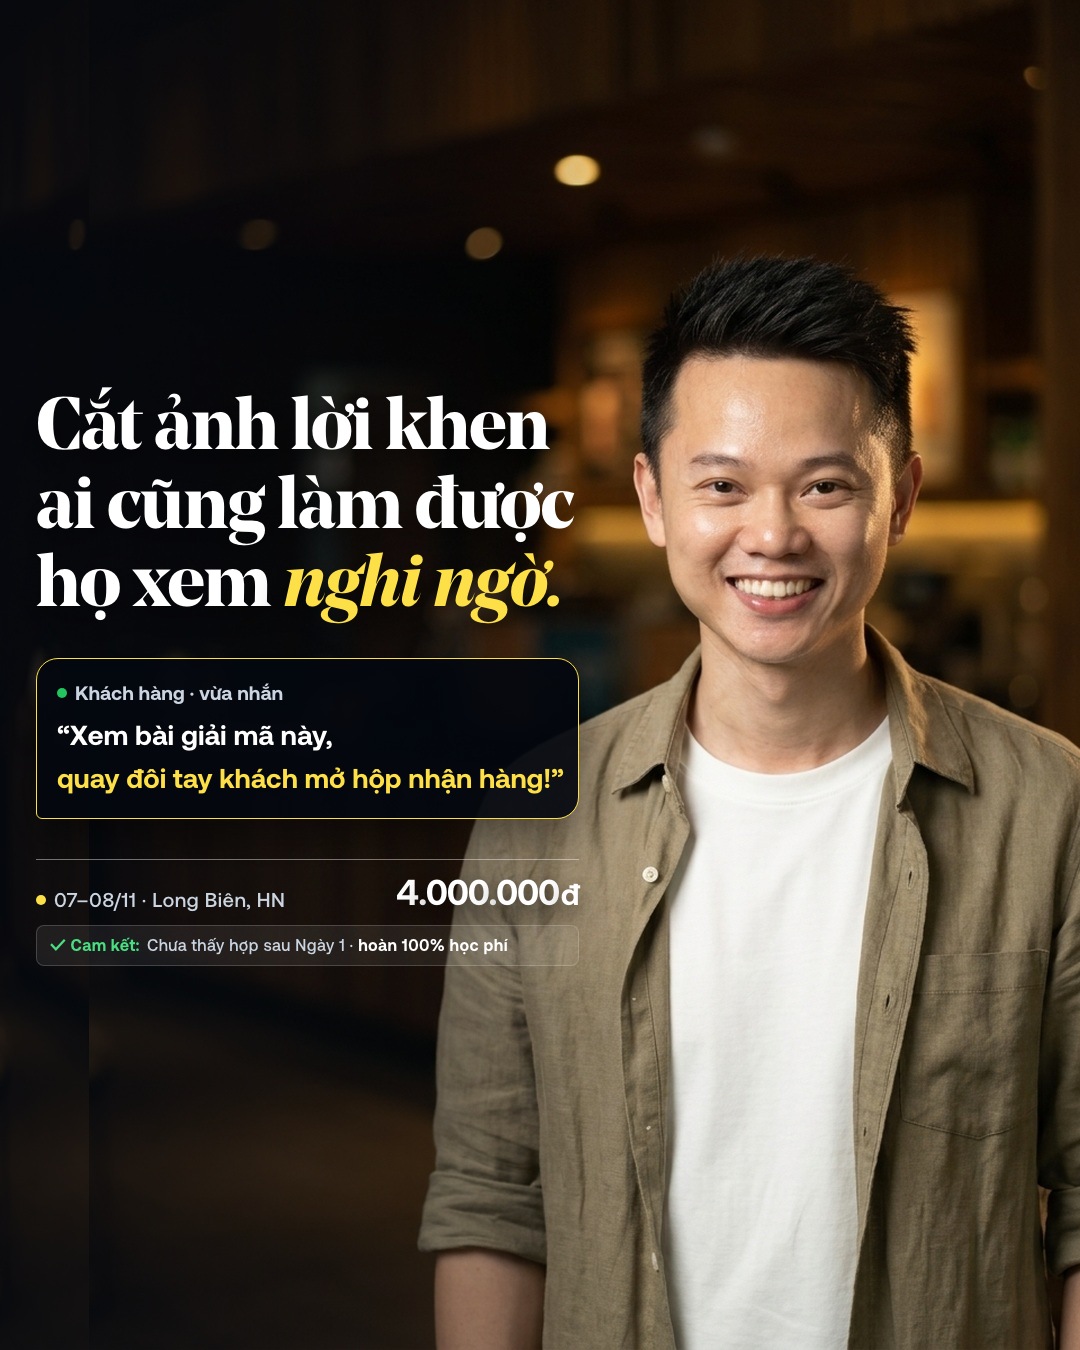 Cắt ảnh lời khen
ai cũng làm được
họ xem nghi ngờ.
Khách hàng · vừa nhắn
“Xem bài giải mã này,
quay đôi tay khách mở hộp nhận hàng!”
07–08/11 · Long Biên, HN
4.000.000đ
✓ Cam kết: Chưa thấy hợp sau Ngày 1 · hoàn 100% học phí